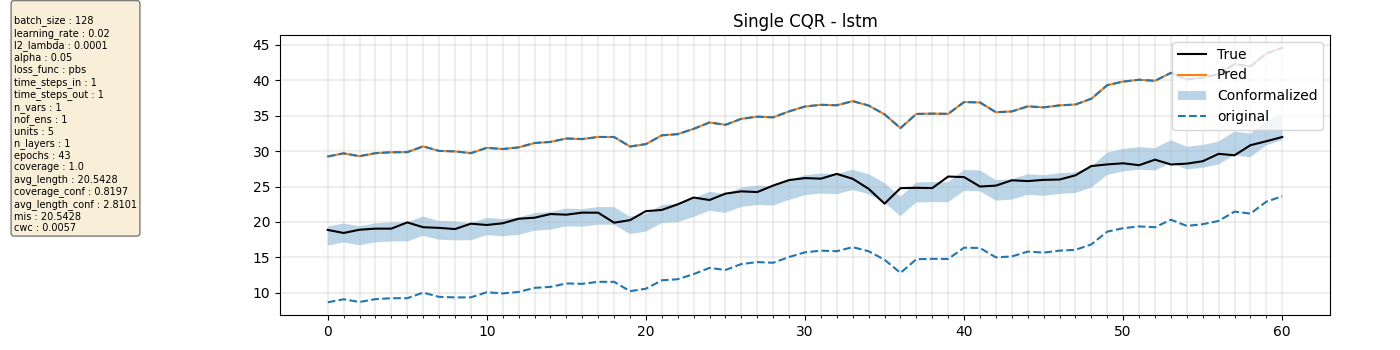 batch_size : 128
learning_rate : 0.02
l2_lambda : 0.0001
alpha : 0.05
loss_func : pbs
time_steps_in : 1
time_steps_out : 1
n_vars : 1
nof_ens : 1
units : 5
n_layers : 1
epochs : 43
coverage : 1.0
avg_length : 20.5428
coverage_conf : 0.8197
avg_length_conf : 2.8101
mis : 20.5428
cwc : 0.0057
Single CQR - lstm
45
40
35
30
25
20
15
10
0 10 20 30 40 50 60
True
Pred
Conformalized
original